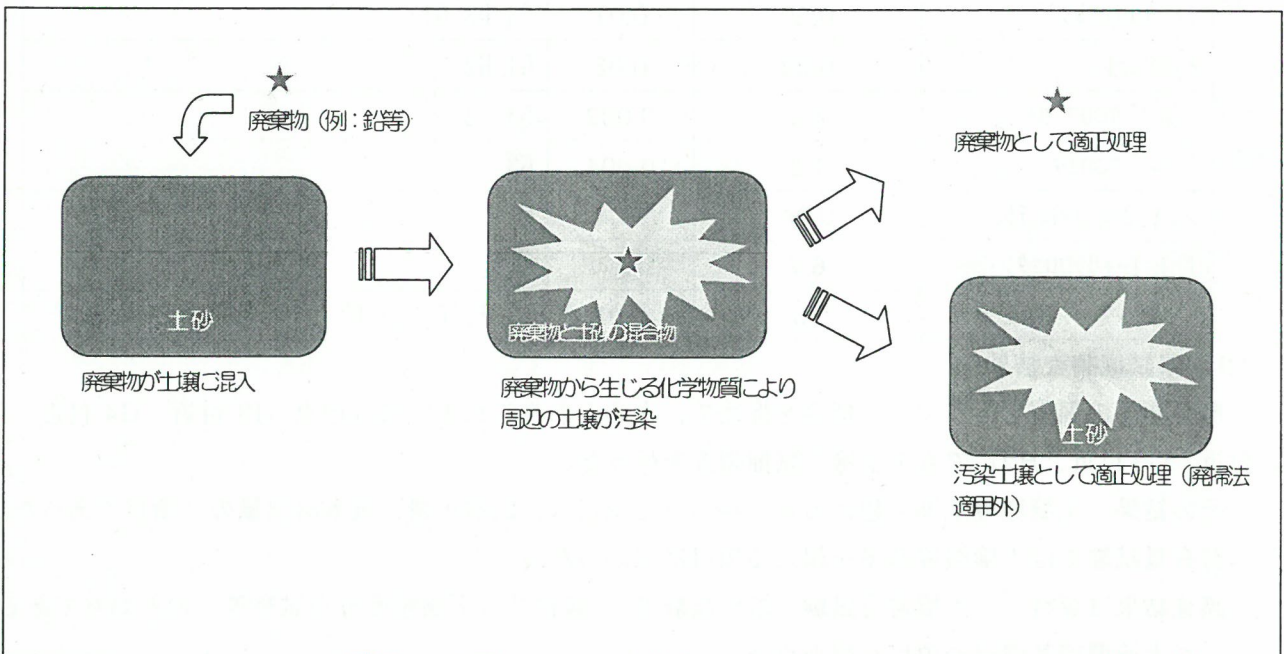 廃棄物（例：鉛等）
土砂
廃棄物が土壌に混入
廃棄物と土砂の混合物
廃棄物から生じる化学物質により
周辺の土壌が汚染
廃棄物として適正処理
土砂
汚染土壌として適正処理（廃掃法
適用外）